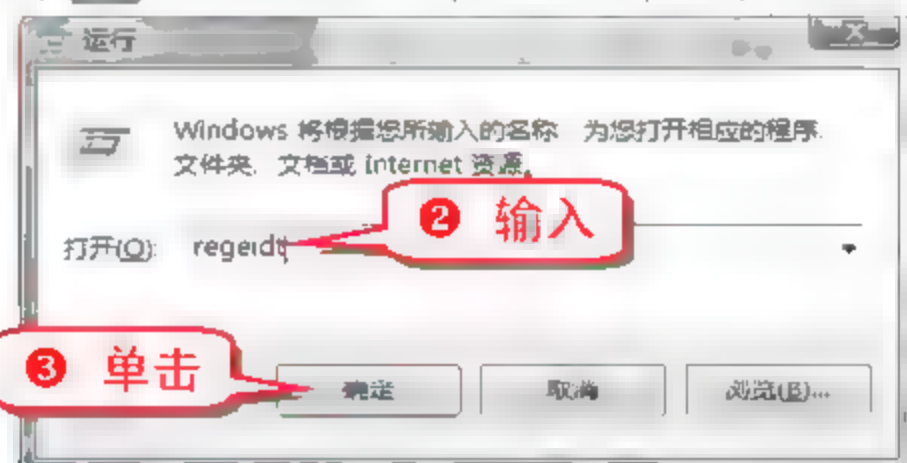 运行
Windows 将根据您所输入的名称 为您打开相应的程序
文件夹、文档或 Internet 资源。
❷ 输入
打开(O): regeidt
❸ 单击
确定 取消 浏览(B)...